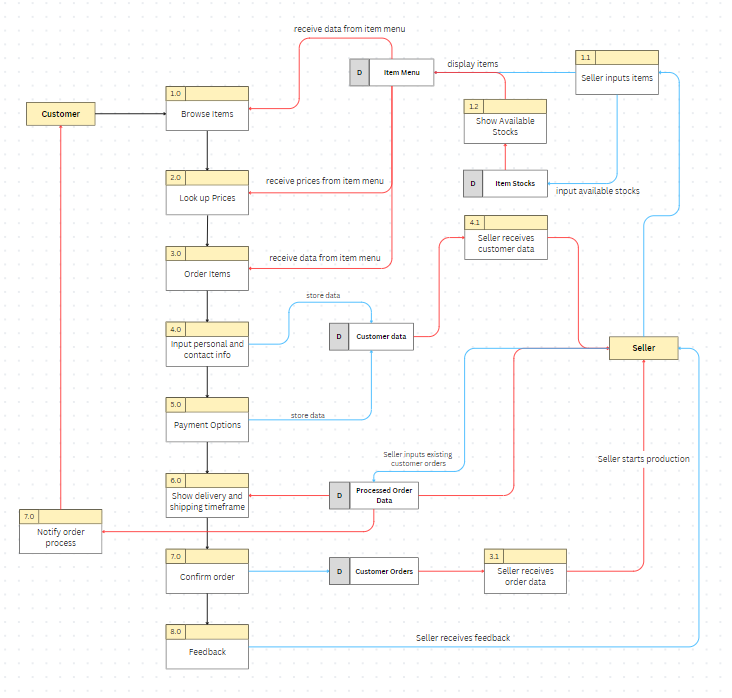 receive data from item menu
display items
1.1
Seller inputs items
D
Item Menu
1.0
Browse Items
Customer
1.2
Show Available
Stocks
2.0
Look up Prices
receive prices from item menu
D
Item Stocks
input available stocks
4.1
Seller receives
customer data
3.0
Order Items
receive data from item menu
store data
4.0
Input personal and
contact info
D
Customer data
Seller
5.0
Payment Options
store data
Seller inputs existing
customer orders
Seller starts production
6.0
Show delivery and
shipping timeframe
D
Processed Order
Data
7.0
Notify order
process
7.0
Confirm order
D
Customer Orders
3.1
Seller receives
order data
8.0
Feedback
Seller receives feedback